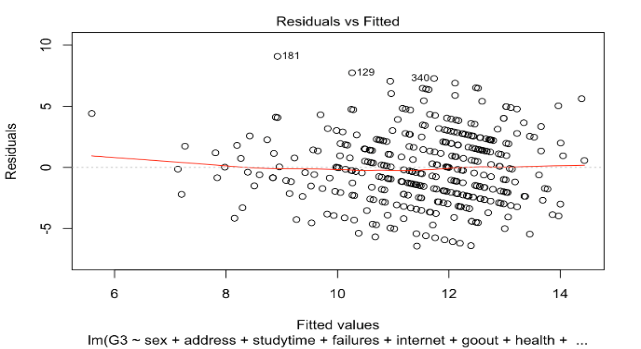 Residuals vs Fitted
10
5
0
-5
Residuals
181
129
340
6 8 10 12 14
Fitted values
lm(G3 ~ sex + address + studytime + failures + internet + goout + health + ...